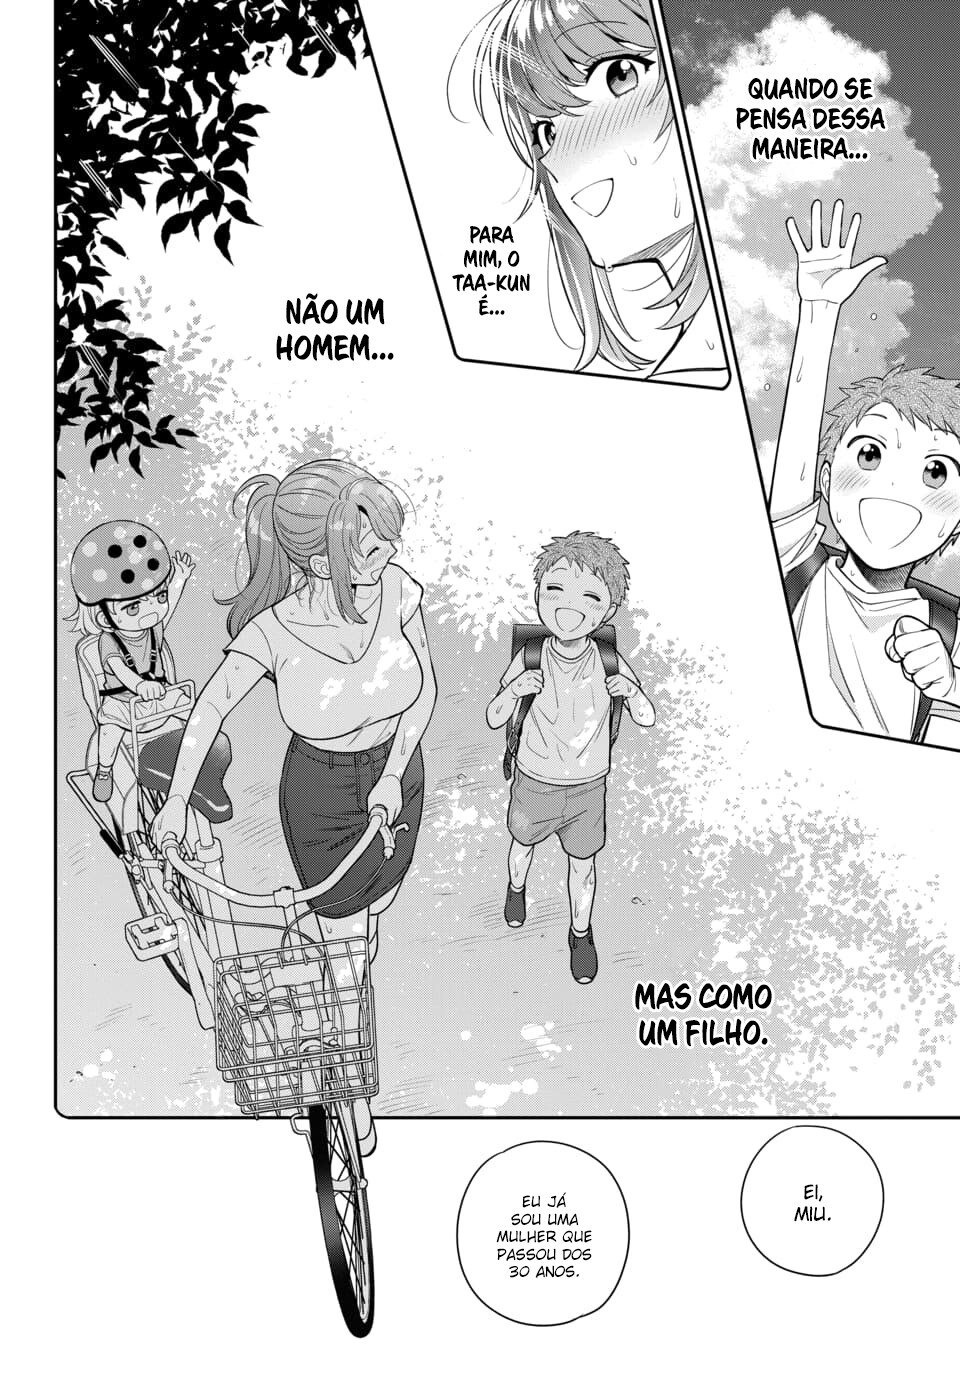 QUANDO SE
PENSA DESSA
MANEIRA...
PARA
MIM, O
TAA-KUN
É...
NÃO UM
HOMEM...
MAS COMO
UM FILHO.
EI,
MIU.
EU JÁ
SOU UMA
MULHER QUE
PASSOU DOS
30 ANOS.